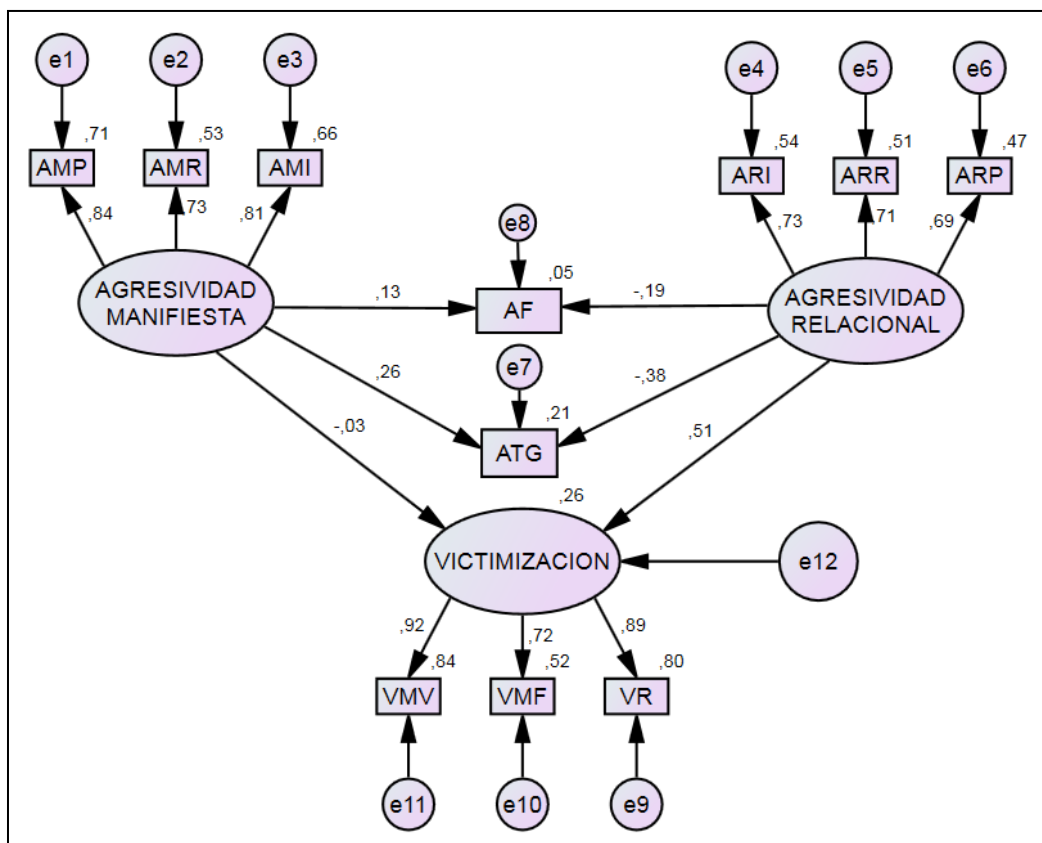 e1
e2
e3
e4
e5
e6
,71
,53
,66
,54
,51
,47
AMP
AMR
AMI
ARI
ARR
ARP
,84
,73
,81
,73
,71
,69
e8
,05
AGRESIVIDAD
MANIFIESTA
,13
AF
-,19
AGRESIVIDAD
RELACIONAL
e7
,26
-,38
,21
ATG
-,03
,51
,26
VICTIMIZACION
e12
,92
,72
,89
,84
,52
,80
VMV
VMF
VR
e11
e10
e9